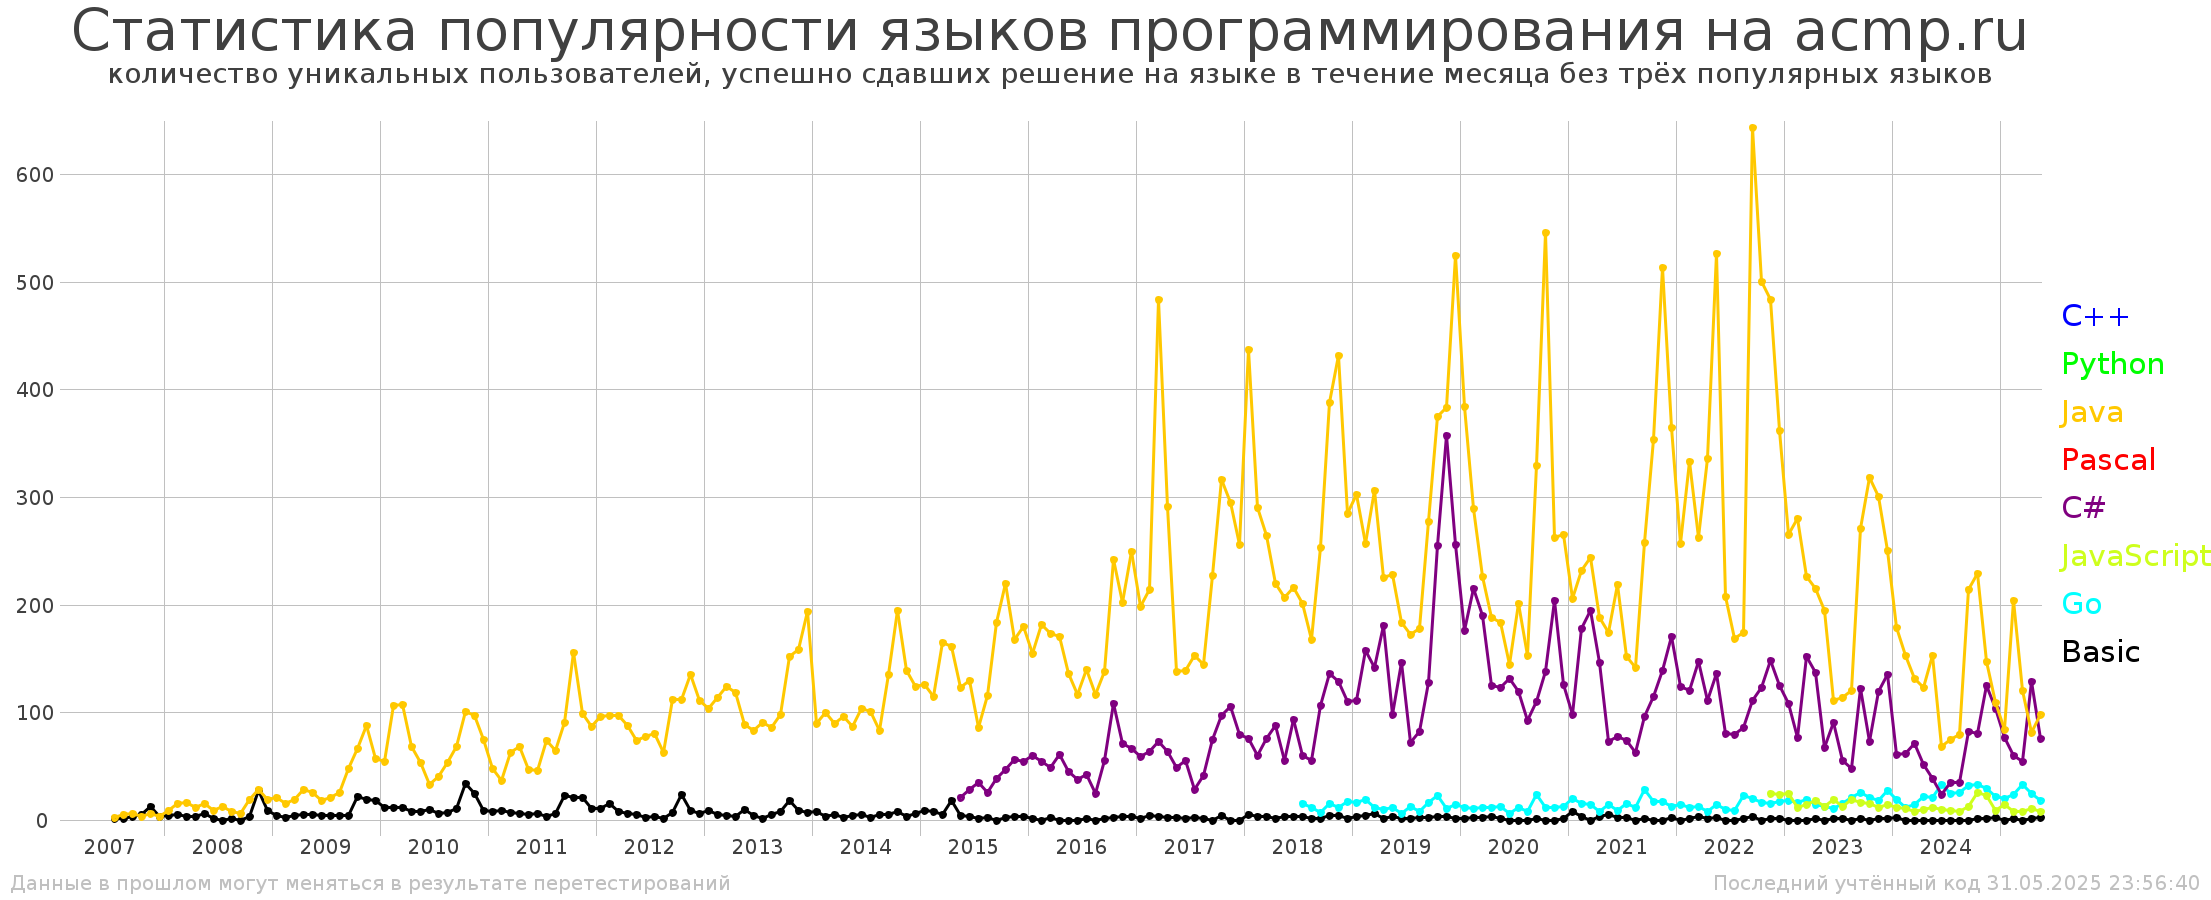 Статистика популярности языков программирования на acmp.ru
количество уникальных пользователей, успешно сдавших решение на языке в течение месяца без трёх популярных языков
600
500
400
300
200
100
0
C++
Python
Java
Pascal
C#
JavaScript
Go
Basic
2007 2008 2009 2010 2011 2012 2013 2014 2015 2016 2017 2018 2019 2020 2021 2022 2023 2024
Данные в прошлом могут меняться в результате перетестирований
Последний учтённый код 31.05.2025 23:56:40